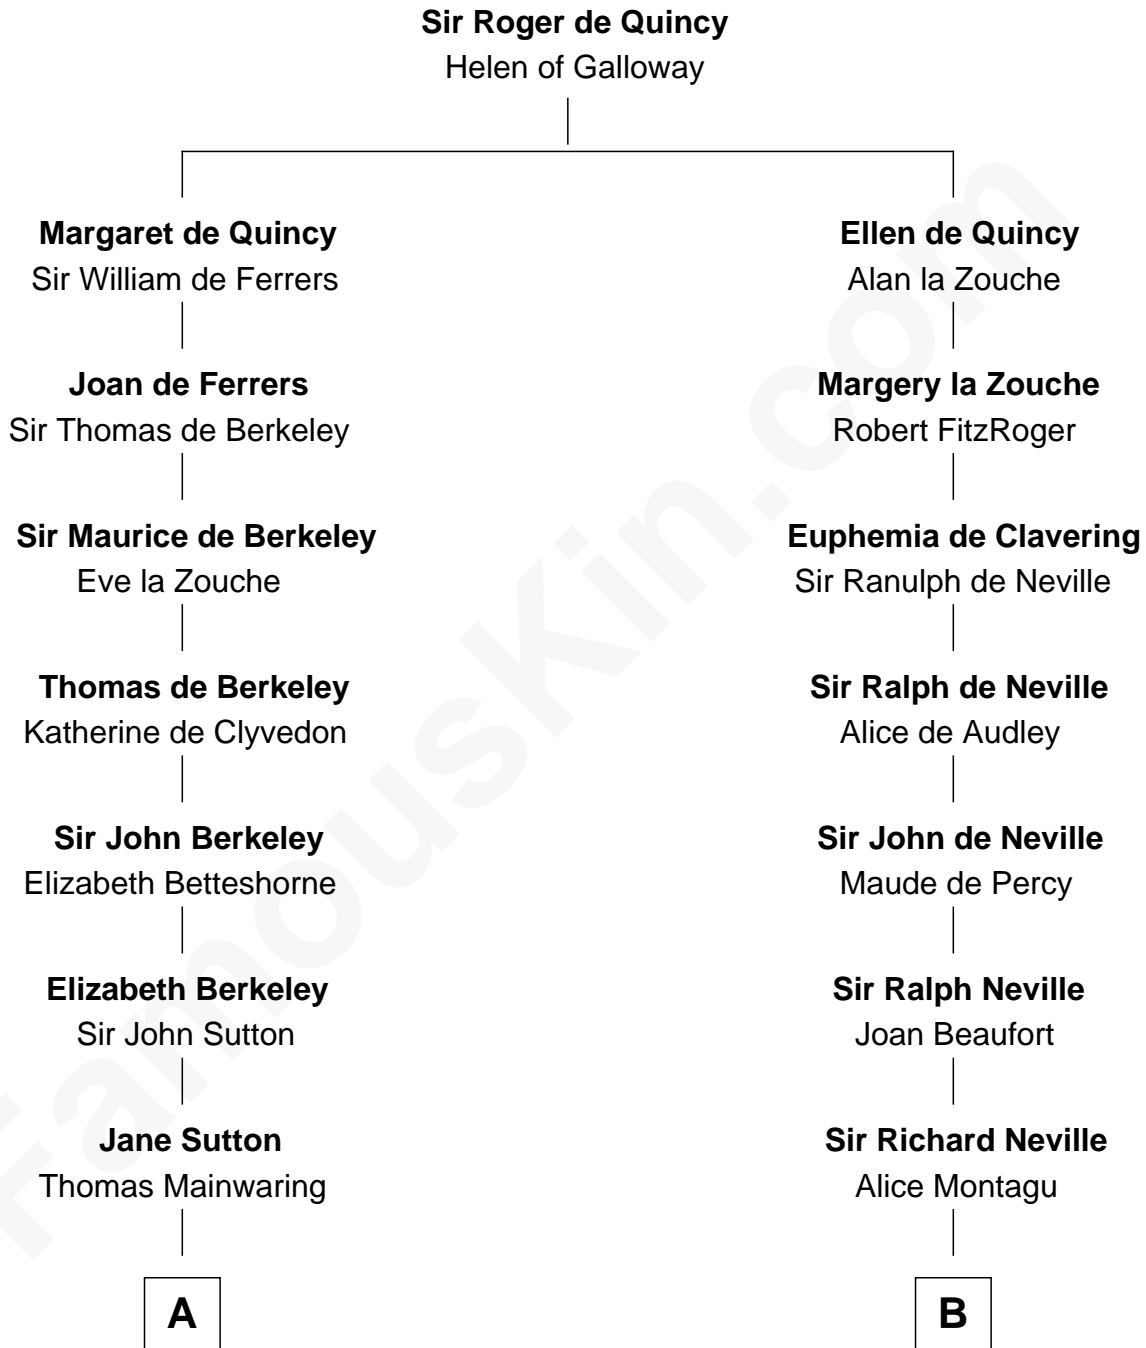 Sir Roger de Quincy
Helen of Galloway
Margaret de Quincy
Sir William de Ferrers
Ellen de Quincy
Alan la Zouche
Joan de Ferrers
Sir Thomas de Berkeley
Margery la Zouche
Robert FitzRoger
Sir Maurice de Berkeley
Eve la Zouche
Euphemia de Clavering
Sir Ranulph de Neville
Thomas de Berkeley
Katherine de Clyvedon
Sir Ralph de Neville
Alice de Audley
Sir John Berkeley
Elizabeth Betteshorne
Sir John de Neville
Maude de Percy
Elizabeth Berkeley
Sir John Sutton
Sir Ralph Neville
Joan Beaufort
Jane Sutton
Thomas Mainwaring
Sir Richard Neville
Alice Montagu
A
B
FamousKin.com